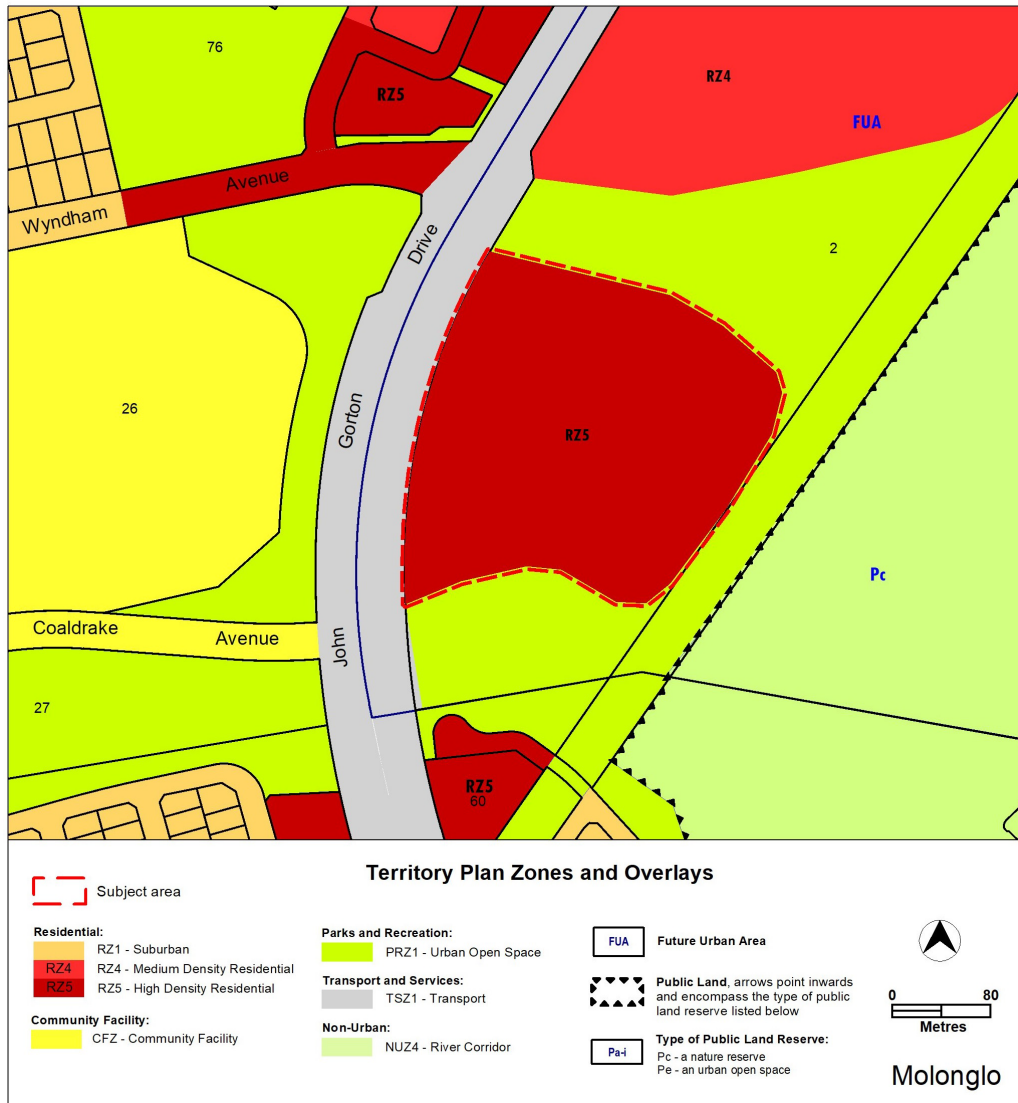 76
RZ5
RZ4
FUA
Avenue
Wyndham
Drive
2
26
Gorton
RZ5
Pc
Coaldrake
Avenue
John
27
RZ5
60
Territory Plan Zones and Overlays
Subject area
Residential:
RZ1 - Suburban
RZ4 RZ4 - Medium Density Residential
RZ5 RZ5 - High Density Residential
Community Facility:
CFZ - Community Facility
Parks and Recreation:
PRZ1 - Urban Open Space
Transport and Services:
TSZ1 - Transport
Non-Urban:
NUZ4 - River Corridor
FUA Future Urban Area
Public Land, arrows point inwards
and encompass the type of public
land reserve listed below
Type of Public Land Reserve:
Pa-i
Pc - a nature reserve
Pe - an urban open space
0 80
Metres
Molonglo